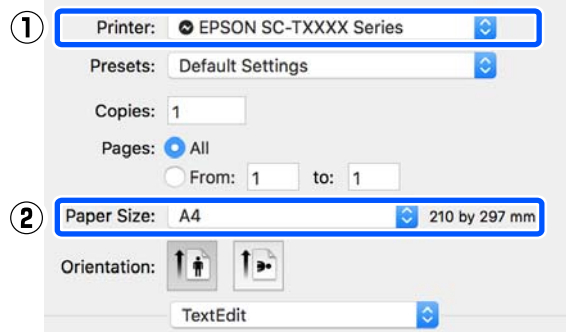 ① Printer: EPSON SC-TXXXX Series
Presets: Default Settings
Copies: 1
Pages: All
From: 1 to: 1
② Paper Size: A4 210 by 297 mm
Orientation:
TextEdit